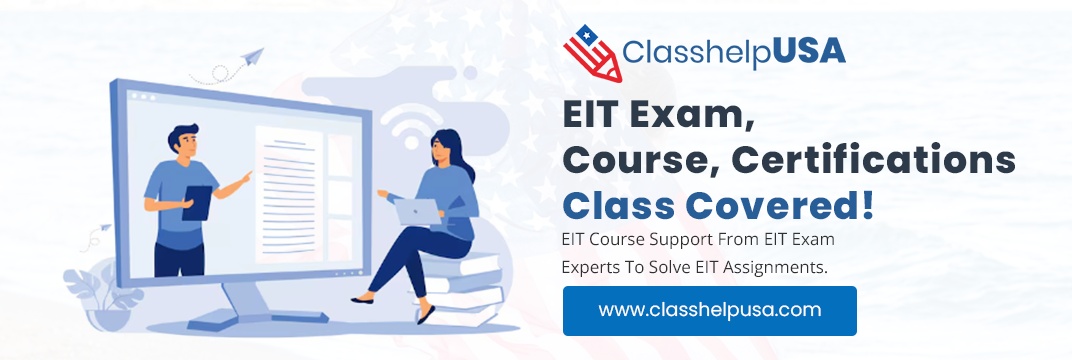 ClasshelpUSA
EIT Exam,
Course, Certifications
Class Covered!
EIT Course Support From EIT Exam
Experts To Solve EIT Assignments.
www.classhelpusa.com